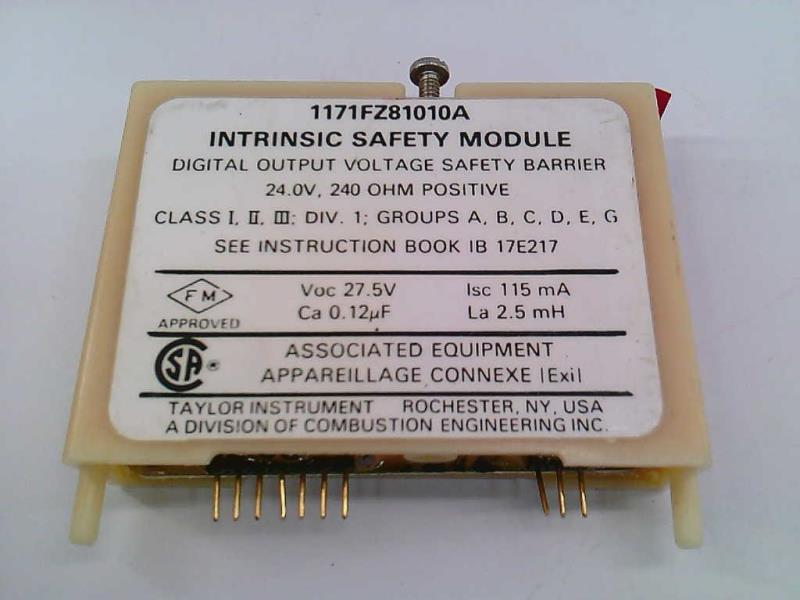 1171FZ81010A
INTRINSIC SAFETY MODULE
DIGITAL OUTPUT VOLTAGE SAFETY BARRIER
24.0V, 240 OHM POSITIVE
CLASS I, II, III; DIV. 1; GROUPS A, B, C, D, E, G
SEE INSTRUCTION BOOK IB 17E217
FM
APPROVED
Voc 27.5V Isc 115 mA
Ca 0.12µF La 2.5 mH
CSA ®
ASSOCIATED EQUIPMENT
APPAREILLAGE CONNEXE |Exi|
TAYLOR INSTRUMENT ROCHESTER, NY, USA
A DIVISION OF COMBUSTION ENGINEERING INC.